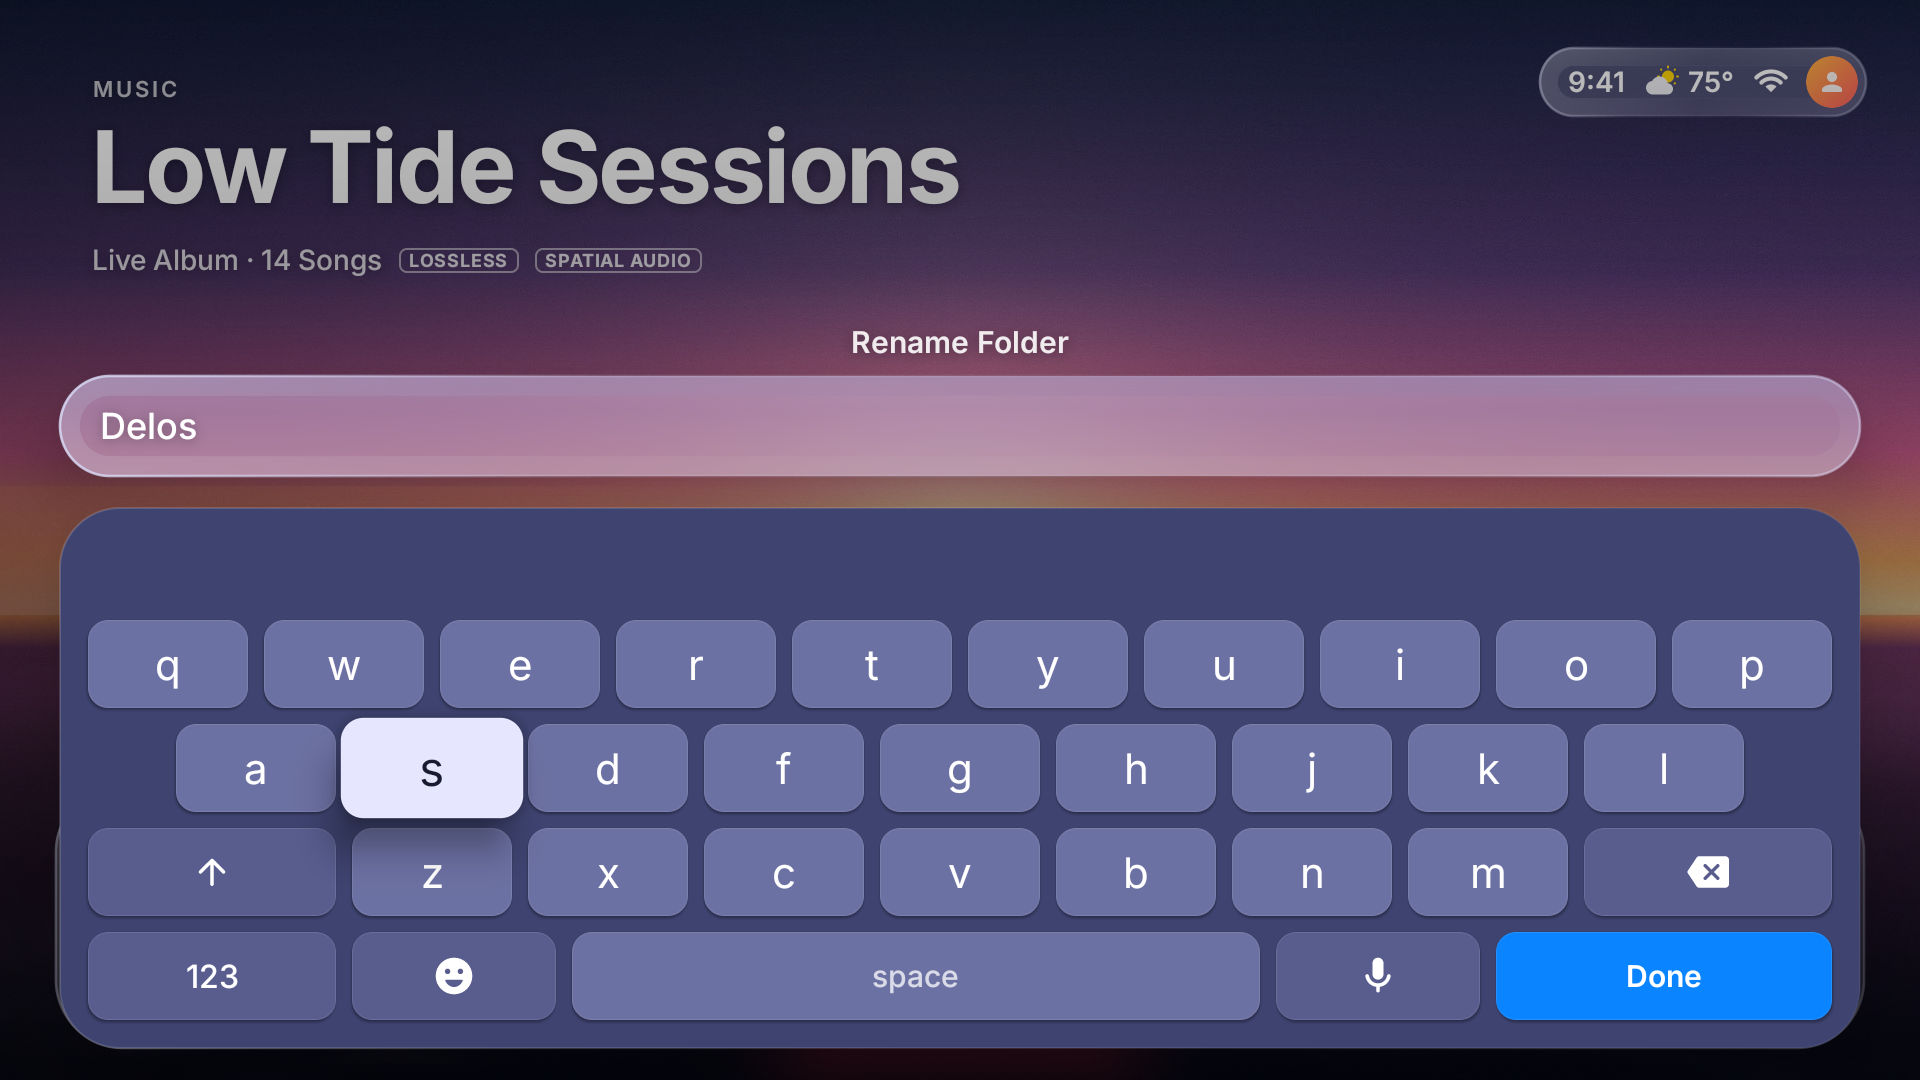 MUSIC
9:41 75°
Low Tide Sessions
Live Album · 14 Songs LOSSLESS SPATIAL AUDIO
Rename Folder
Delos
q w e r t y u i o p
a s d f g h j k l
z x c v b n m
123 space Done